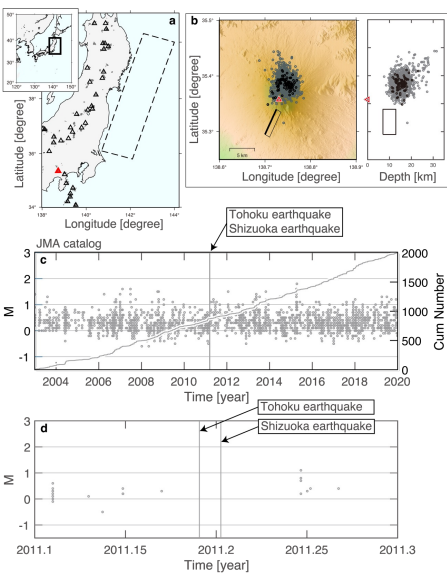 a
b
50°
40°
30°
20°
120°
130°
140°
150°
38°
36°
34°
138°
140°
142°
144°
Latitude [degree]
Longitude [degree]
35.5°
35.4°
35.3°
5 km
138.6°
138.7°
138.8°
138.9°
Latitude [degree]
Longitude [degree]
0
10
20
30
Depth [km]
Tohoku earthquake
Shizuoka earthquake
JMA catalog
c
3
2
1
0
-1
M
2000
1500
1000
500
0
Cum Number
2004
2006
2008
2010
2012
2014
2016
2018
2020
Time [year]
Tohoku earthquake
Shizuoka earthquake
d
3
2
1
0
-1
M
2011.1
2011.15
2011.2
2011.25
2011.3
Time [year]